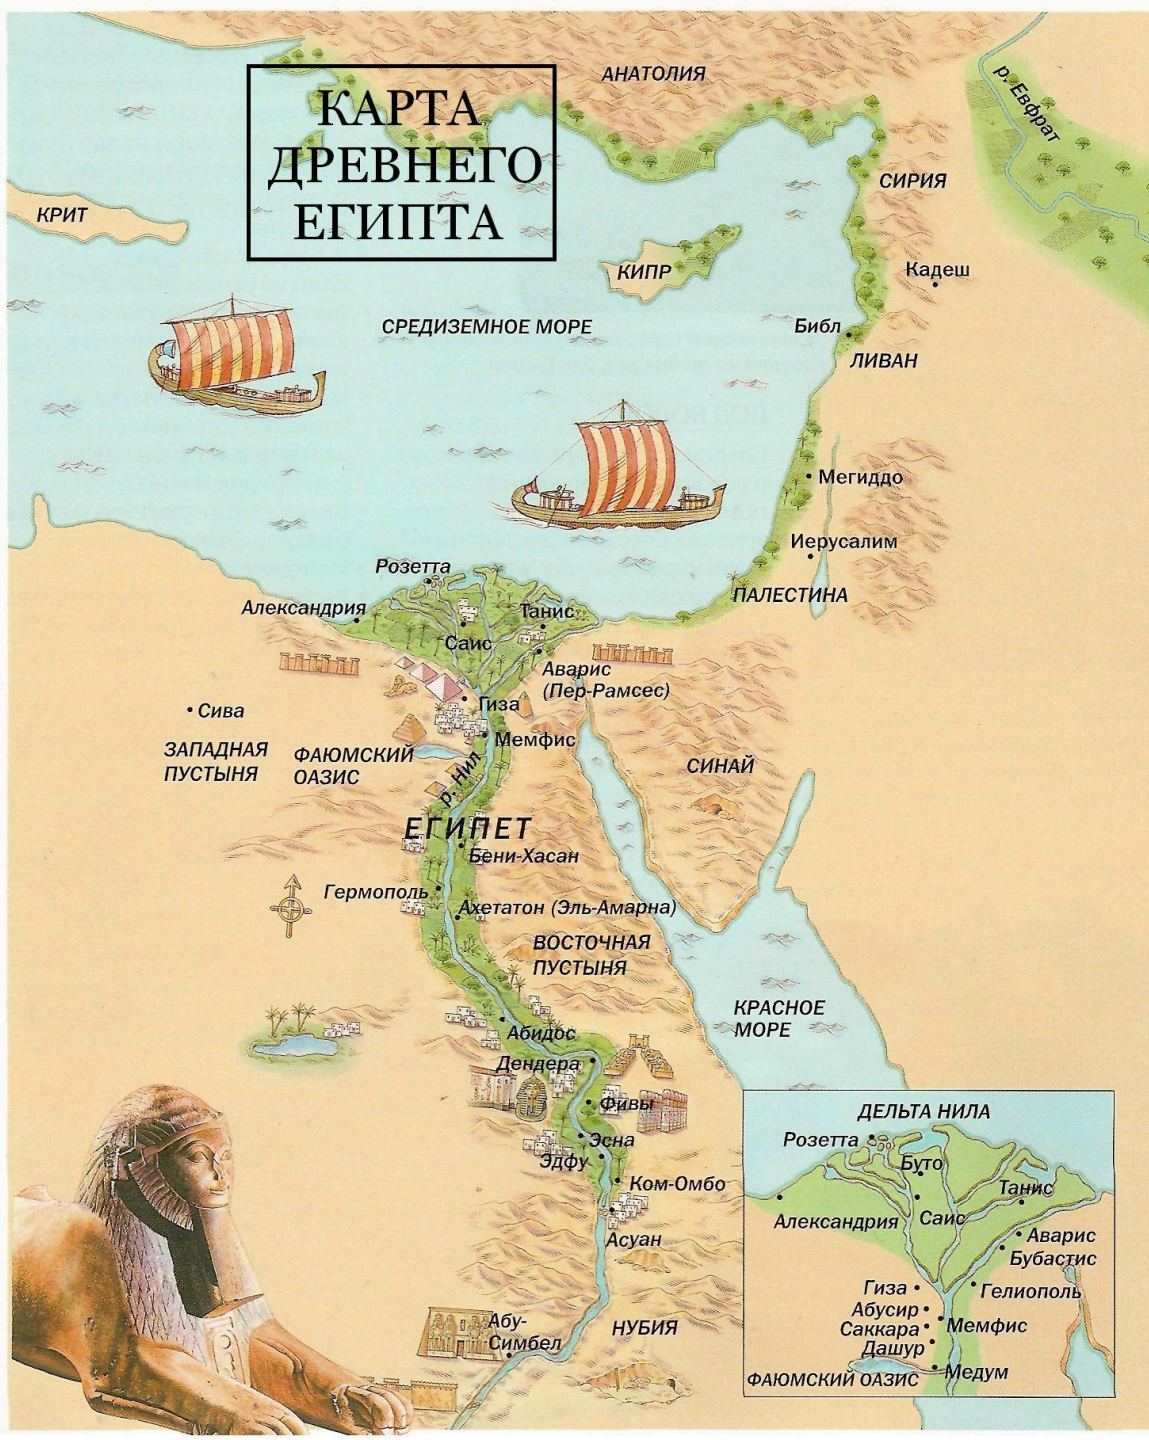 КАРТА
ДРЕВНЕГО
ЕГИПТА
АНАТОЛИЯ
р. Евфрат
СИРИЯ
КРИТ
КИПР
Кадеш
СРЕДИЗЕМНОЕ МОРЕ
Библ
ЛИВАН
Мегиддо
Иерусалим
ПАЛЕСТИНА
Розетта
Александрия
Танис
Саис
Аварис
(Пер-Рамсес)
Гиза
Сива
Мемфис
ЗАПАДНАЯ
ПУСТЫНЯ
ФАЮМСКИЙ
ОАЗИС
р. Нил
СИНАЙ
ЕГИПЕТ
Бени-Хасан
Гермополь
Ахетатон (Эль-Амарна)
ВОСТОЧНАЯ
ПУСТЫНЯ
КРАСНОЕ
МОРЕ
Абидос
Дендера
Фивы
Эсна
Эдфу
Ком-Омбо
Асуан
Абу-
Симбел
НУБИЯ
ДЕЛЬТА НИЛА
Розетта
Буто
Танис
Александрия
Саис
Аварис
Бубастис
Гиза
Гелиополь
Абусир
Саккара
Мемфис
Дашур
Медум
ФАЮМСКИЙ ОАЗИС